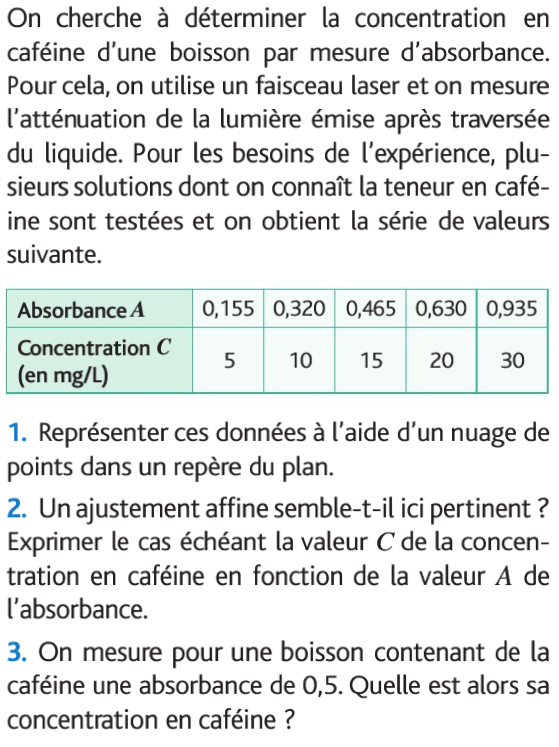 On cherche à déterminer la concentration en
caféine d'une boisson par mesure d'absorbance.
Pour cela, on utilise un faisceau laser et on mesure
l'atténuation de la lumière émise après traversée
du liquide. Pour les besoins de l'expérience, plu-
sieurs solutions dont on connaît la teneur en café-
ine sont testées et on obtient la série de valeurs
suivante.
Absorbance A 0,155 0,320 0,465 0,630 0,935
Concentration C
(en mg/L) 5 10 15 20 30
1. Représenter ces données à l'aide d'un nuage de
points dans un repère du plan.
2. Un ajustement affine semble-t-il ici pertinent ?
Exprimer le cas échéant la valeur C de la concen-
tration en caféine en fonction de la valeur A de
l'absorbance.
3. On mesure pour une boisson contenant de la
caféine une absorbance de 0,5. Quelle est alors sa
concentration en caféine ?